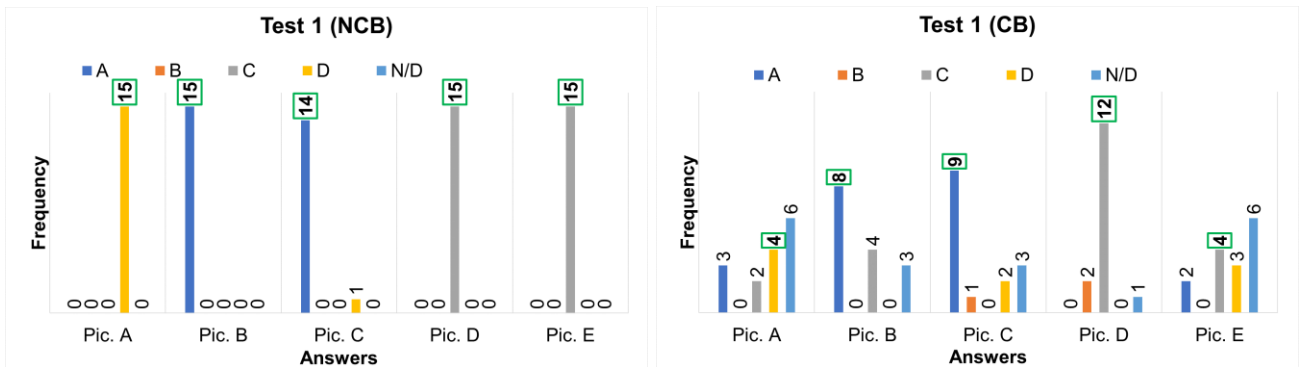 Test 1 (NCB)
A B C D N/D
Frequency
0 0 0 15 0
15 0 0 0 0
14 0 0 1 0
0 0 15 0 0
0 0 15 0 0
Pic. A Pic. B Pic. C Pic. D Pic. E
Answers
Test 1 (CB)
A B C D N/D
Frequency
3 0 2 4 6
8 0 4 0 3
9 1 0 2 3
0 2 12 0 1
2 0 4 3 6
Pic. A Pic. B Pic. C Pic. D Pic. E
Answers